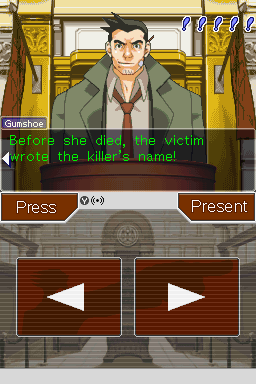 Gumshoe
Before she died, the victim
wrote the killer's name!
Press
Y
Present